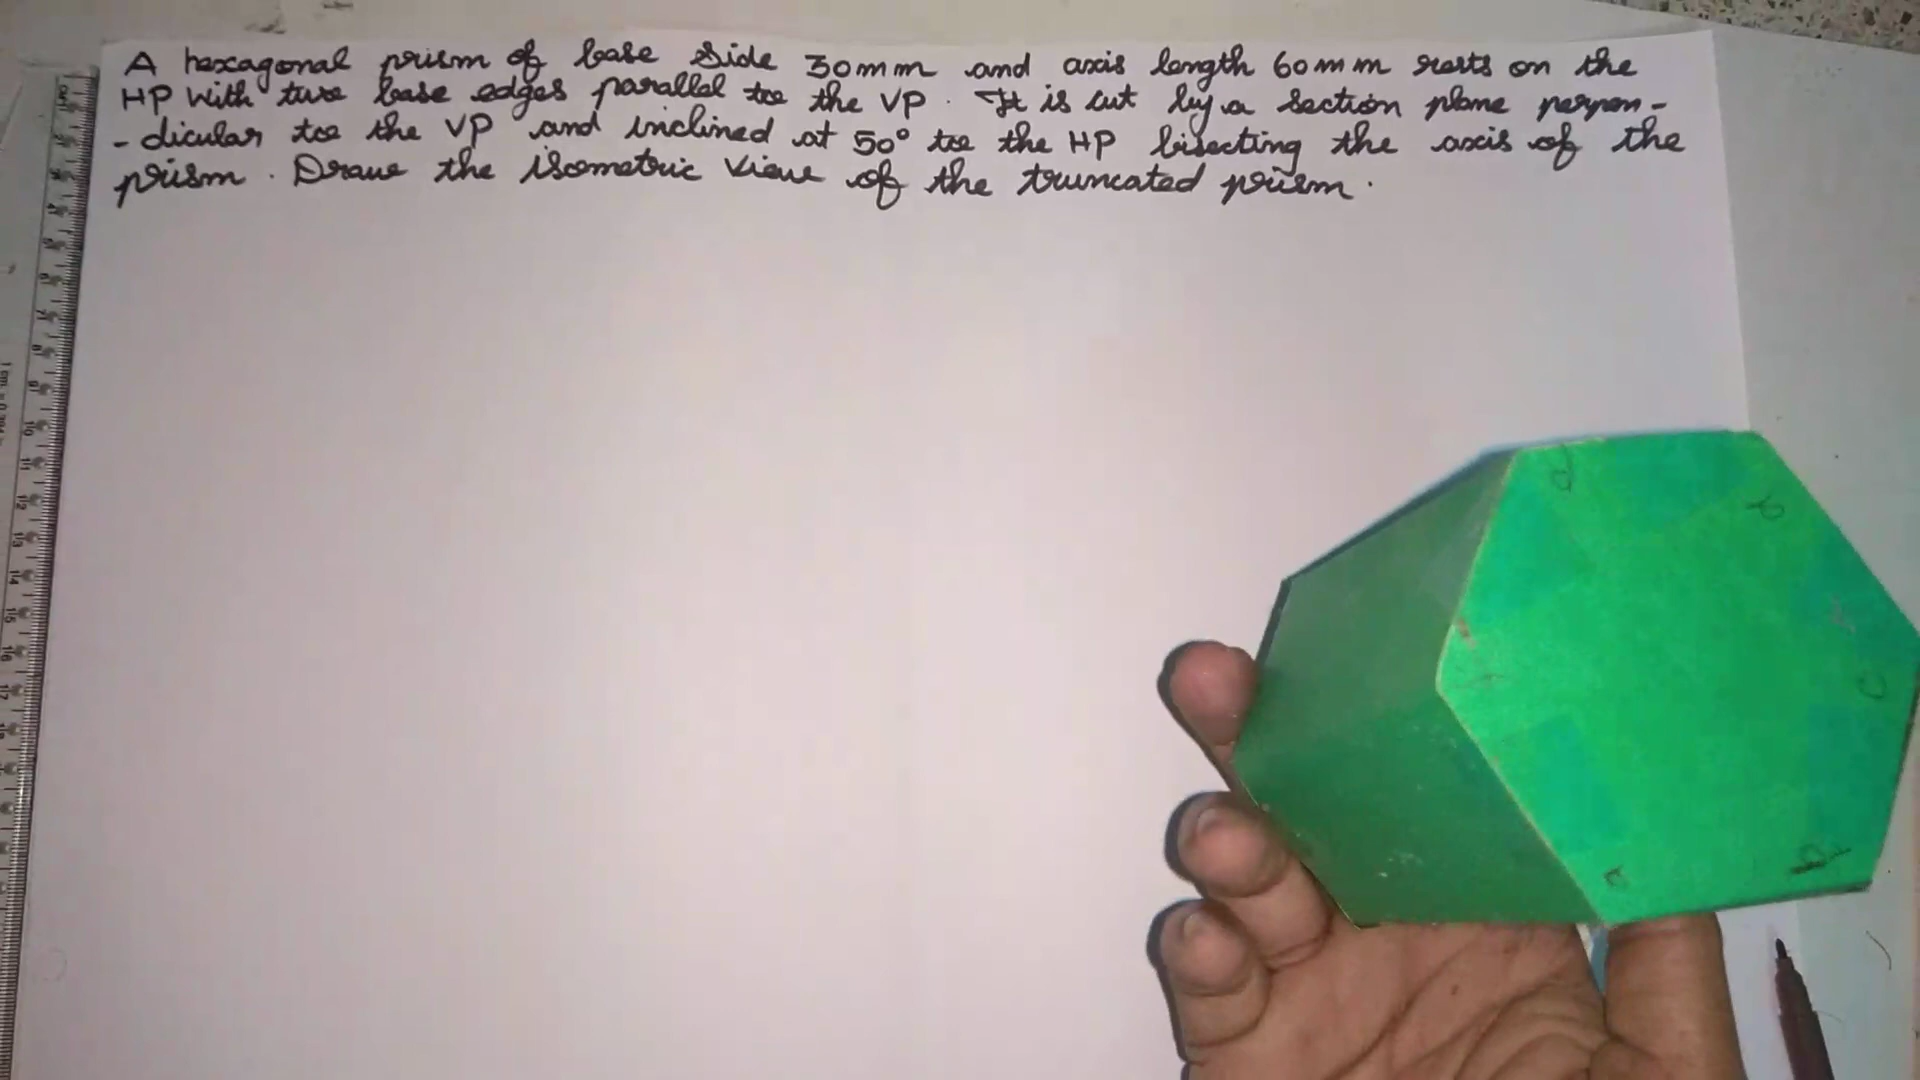 A hexagonal prism of base side 30mm and axis length 60mm rests on the
HP with two base edges parallel to the VP. It is cut by a section plane perpen-
- dicular to the VP and inclined at 50° to the HP bisecting the axis of the
prism. Draw the isometric view of the truncated prism.